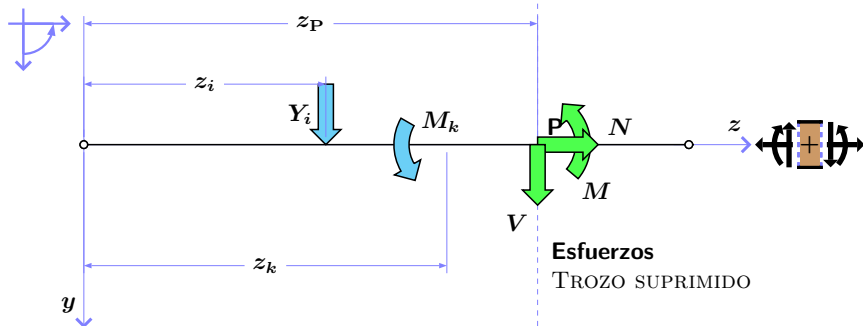 z_P
z_i
Y_i
M_k
P
N
z
M
V
Esfuerzos
z_k
TROZO SUPRIMIDO
y